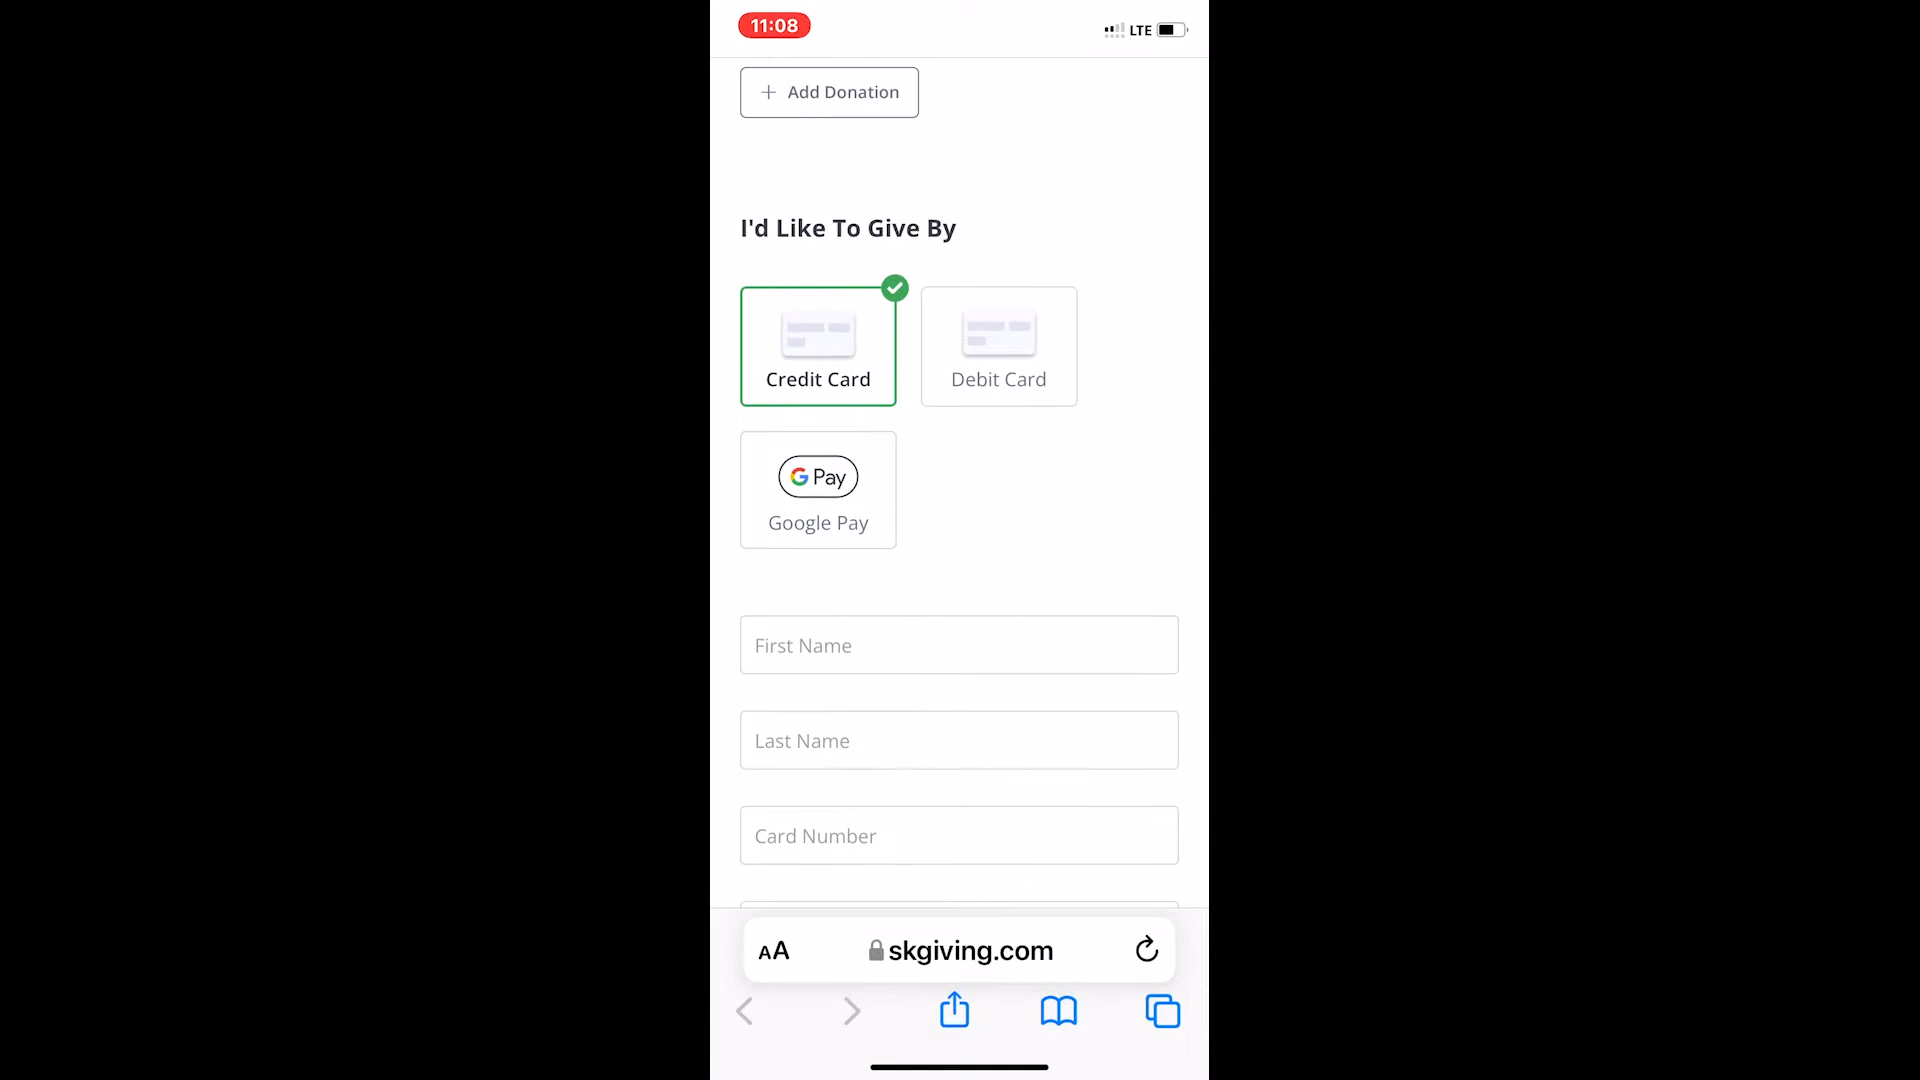 11:08
LTE
+ Add Donation
I'd Like To Give By
Credit Card
Debit Card
G Pay
Google Pay
First Name
Last Name
Card Number
AA
skgiving.com